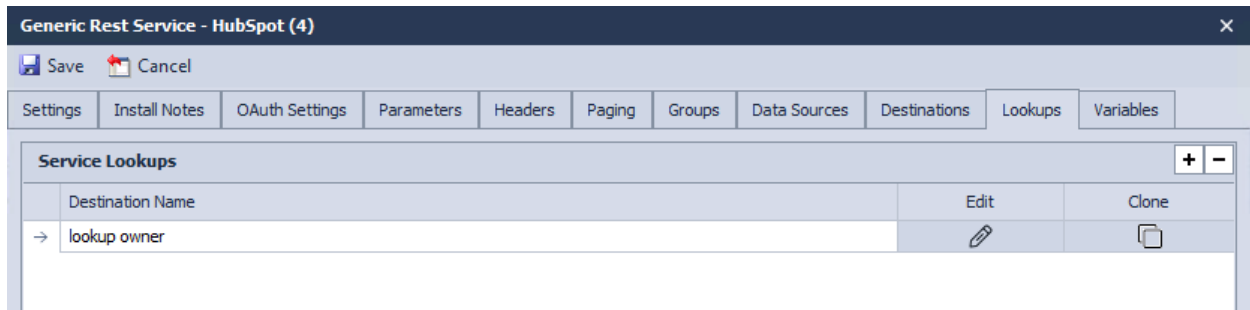 Generic Rest Service - HubSpot (4)
Save Cancel
Settings Install Notes OAuth Settings Parameters Headers Paging Groups Data Sources Destinations Lookups Variables
Service Lookups
Destination Name Edit Clone
lookup owner